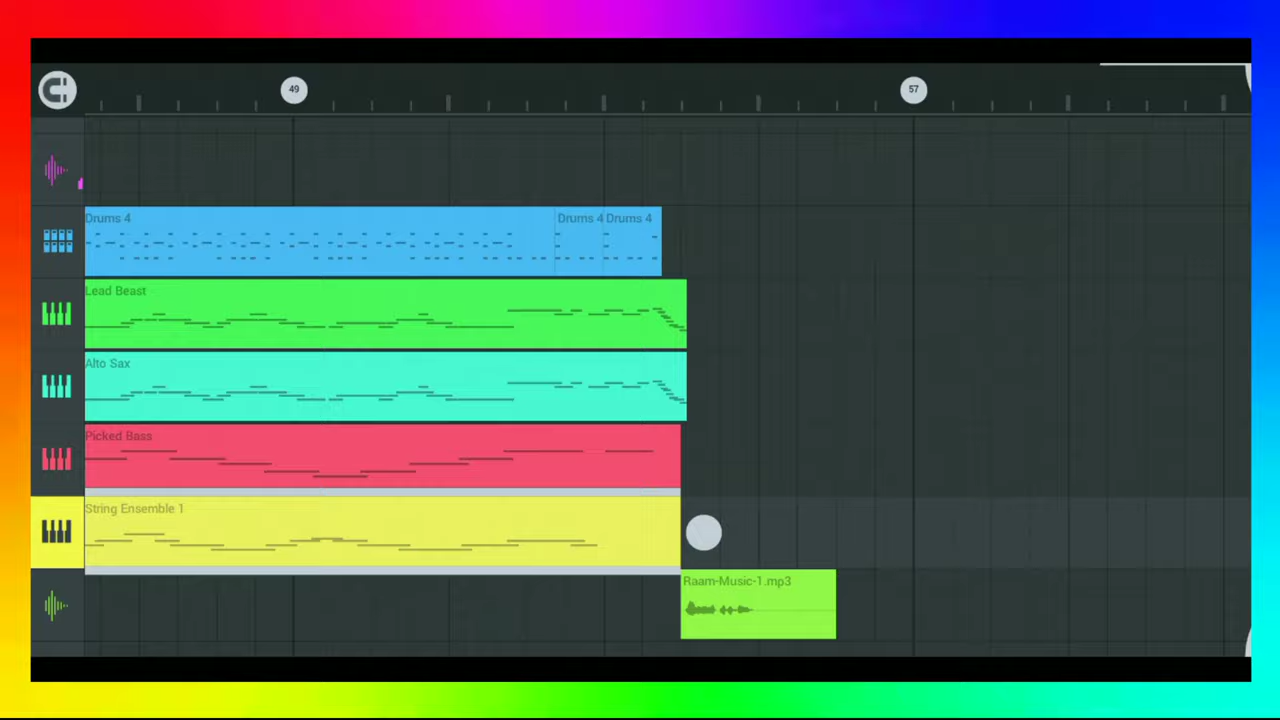 49
57
Drums 4
Drums 4 Drums 4
Lead Beast
Alto Sax
Picked Bass
String Ensemble 1
Raam-Music-1.mp3